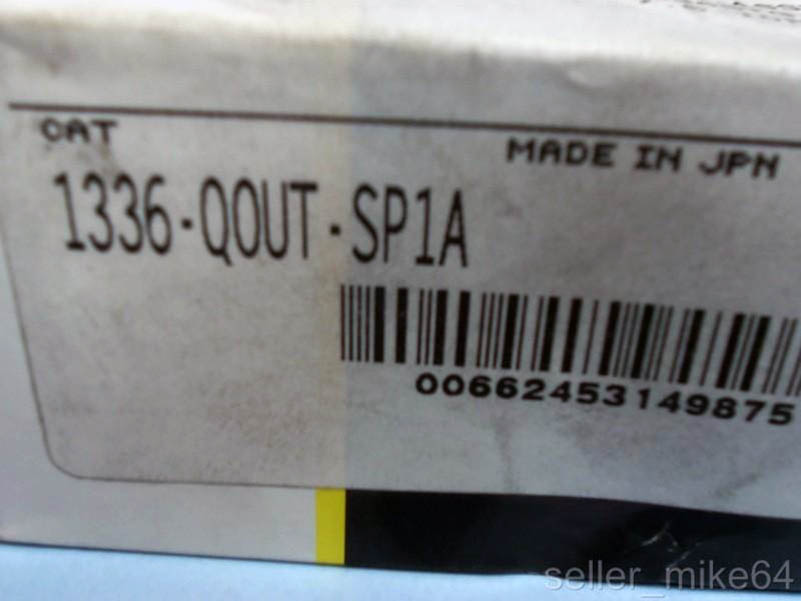 CAT
MADE IN JPN
1336-QOUT-SP1A
00662453149875
seller_mike64